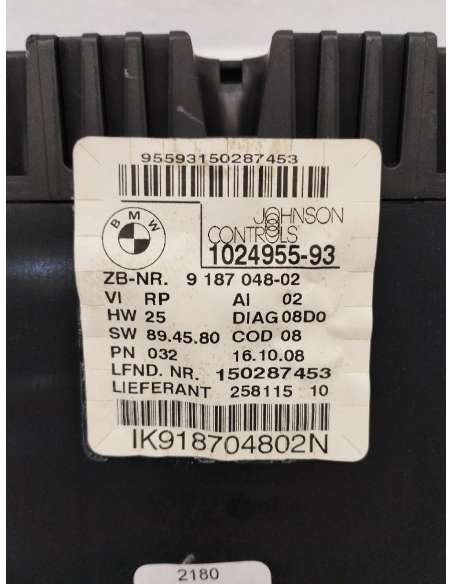 95593150287453
BMW
JOHNSON
CONTROLS
1024955-93
ZB-NR. 9 187 048-02
VI RP AI 02
HW 25 DIAG 08D0
SW 89.45.80 COD 08
PN 032 16.10.08
LFND. NR. 150287453
LIEFERANT 258115 10
IK918704802N
2180